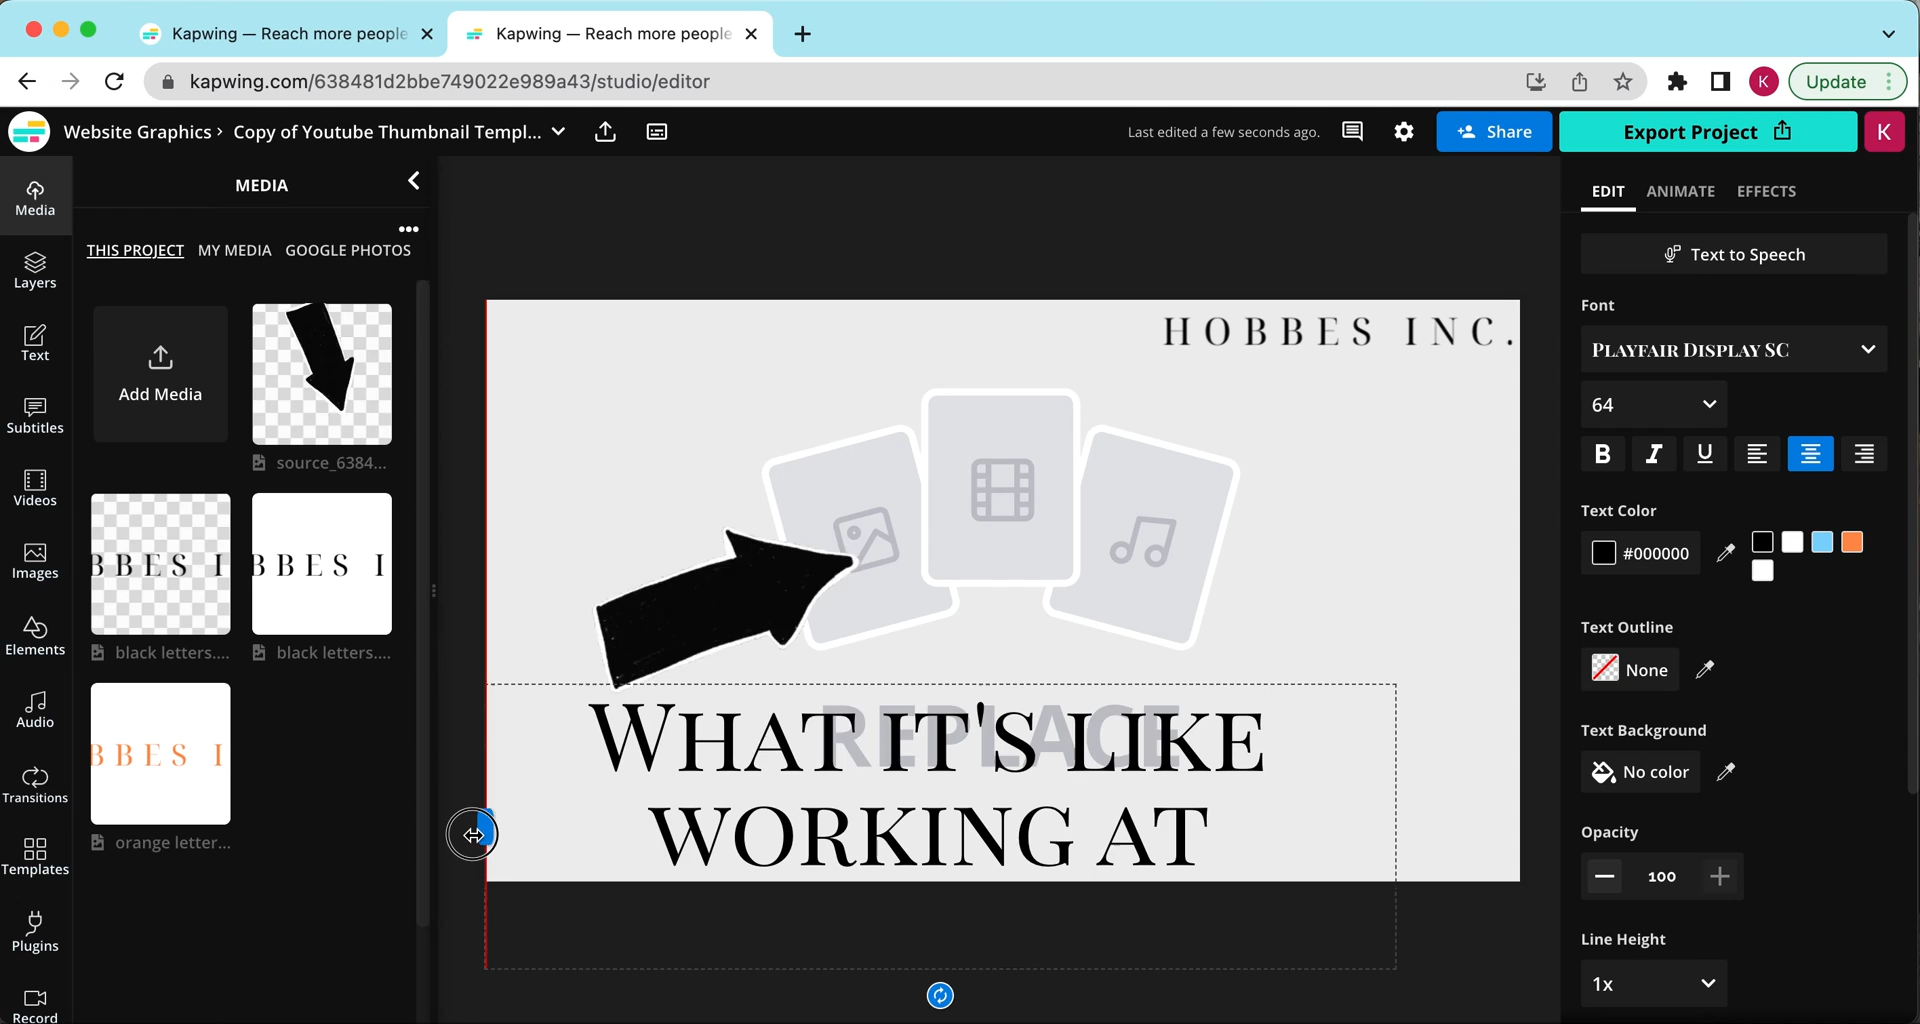 Kapwing — Reach more people
Kapwing — Reach more people
kapwing.com/638481d2bbe749022e989a43/studio/editor
K
Update
Website Graphics › Copy of Youtube Thumbnail Templ...
Last edited a few seconds ago.
Share
Export Project
K
Media
Layers
Text
Subtitles
Videos
Images
Elements
Audio
Transitions
Templates
Plugins
Record
MEDIA
THIS PROJECT
MY MEDIA
GOOGLE PHOTOS
Add Media
source_6384...
BBES I
BBES I
black letters....
black letters....
BBES I
orange letter...
HOBBES INC.
REPLACE
WHAT IT'S LIKE
WORKING AT
EDIT
ANIMATE
EFFECTS
Text to Speech
Font
PLAYFAIR DISPLAY SC
64
B
I
U
Text Color
#000000
Text Outline
None
Text Background
No color
Opacity
100
Line Height
1x